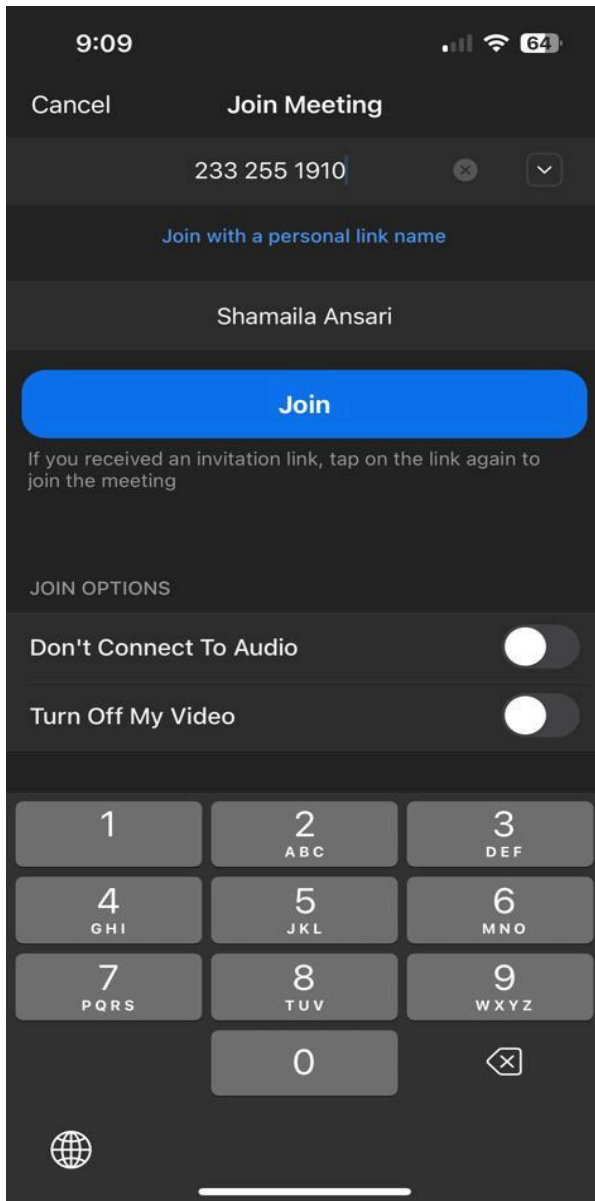 9:09 64
Cancel Join Meeting
233 255 1910
Join with a personal link name
Shamaila Ansari
Join
If you received an invitation link, tap on the link again to
join the meeting
JOIN OPTIONS
Don't Connect To Audio
Turn Off My Video
1 2 3
ABC DEF
4 5 6
GHI JKL MNO
7 8 9
PQRS TUV WXYZ
0